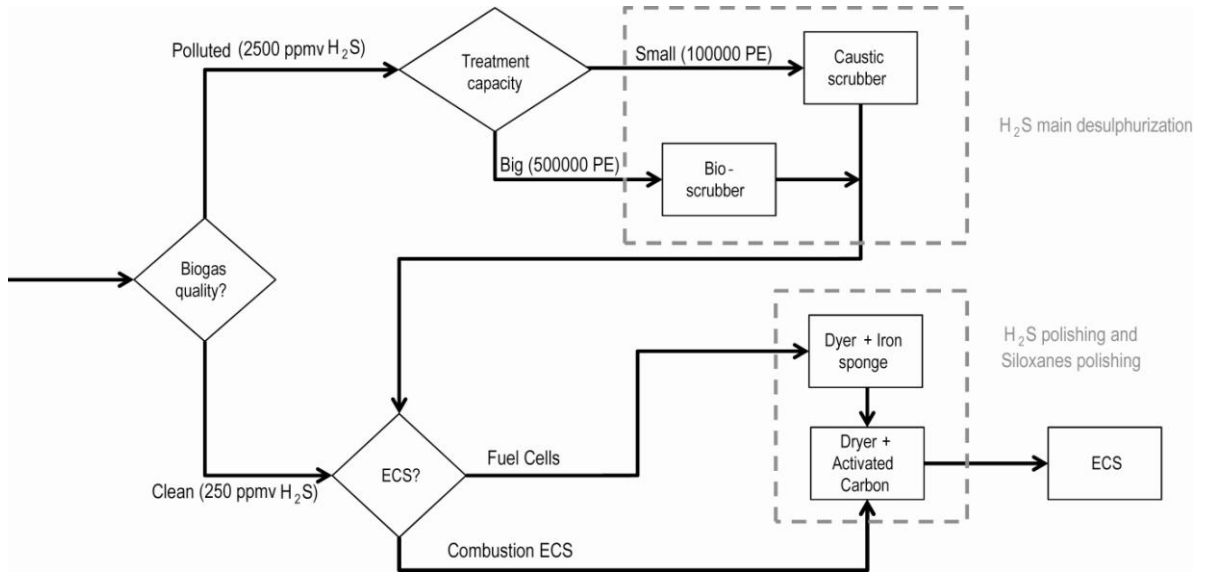 Polluted (2500 ppmv H2S)
Treatment
capacity
Small (100000 PE)
Caustic
scrubber
H2S main desulphurization
Big (500000 PE)
Bio-
scrubber
Biogas
quality?
Dyer + Iron
sponge
H2S polishing and
Siloxanes polishing
Clean (250 ppmv H2S)
ECS?
Fuel Cells
Dryer +
Activated
Carbon
ECS
Combustion ECS